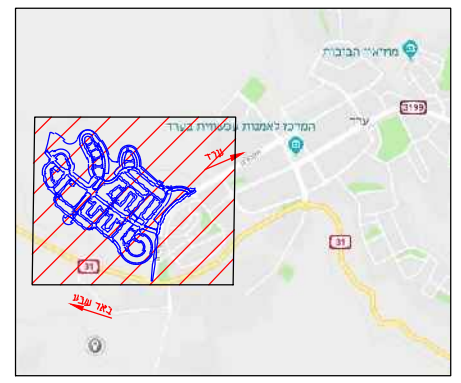 מוזיאון הבובות
3199
ערד
המרכז לאמנות עכשווית בערד
ערד
31
31
באר שבע